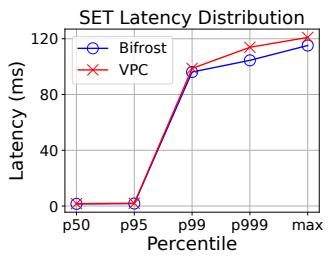 SET Latency Distribution
Latency (ms)
120
80
40
0
Bifrost
VPC
p50 p95 p99 p999 max
Percentile